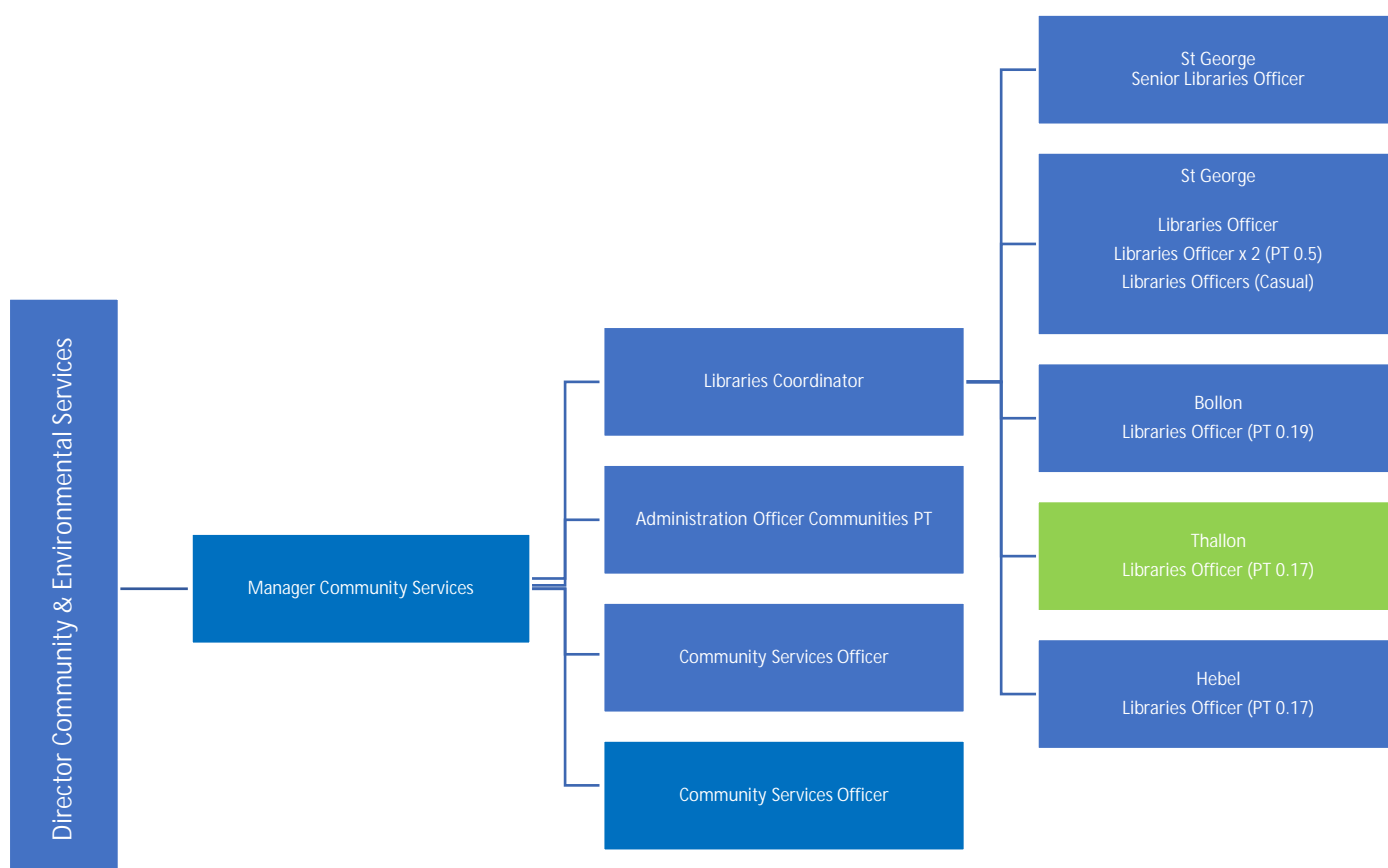 Director Community & Environmental Services
Manager Community Services
Libraries Coordinator
Administration Officer Communities PT
Community Services Officer
Community Services Officer
St George
Senior Libraries Officer
St George
Libraries Officer
Libraries Officer x 2 (PT 0.5)
Libraries Officers (Casual)
Bollon
Libraries Officer (PT 0.19)
Thallon
Libraries Officer (PT 0.17)
Hebel
Libraries Officer (PT 0.17)